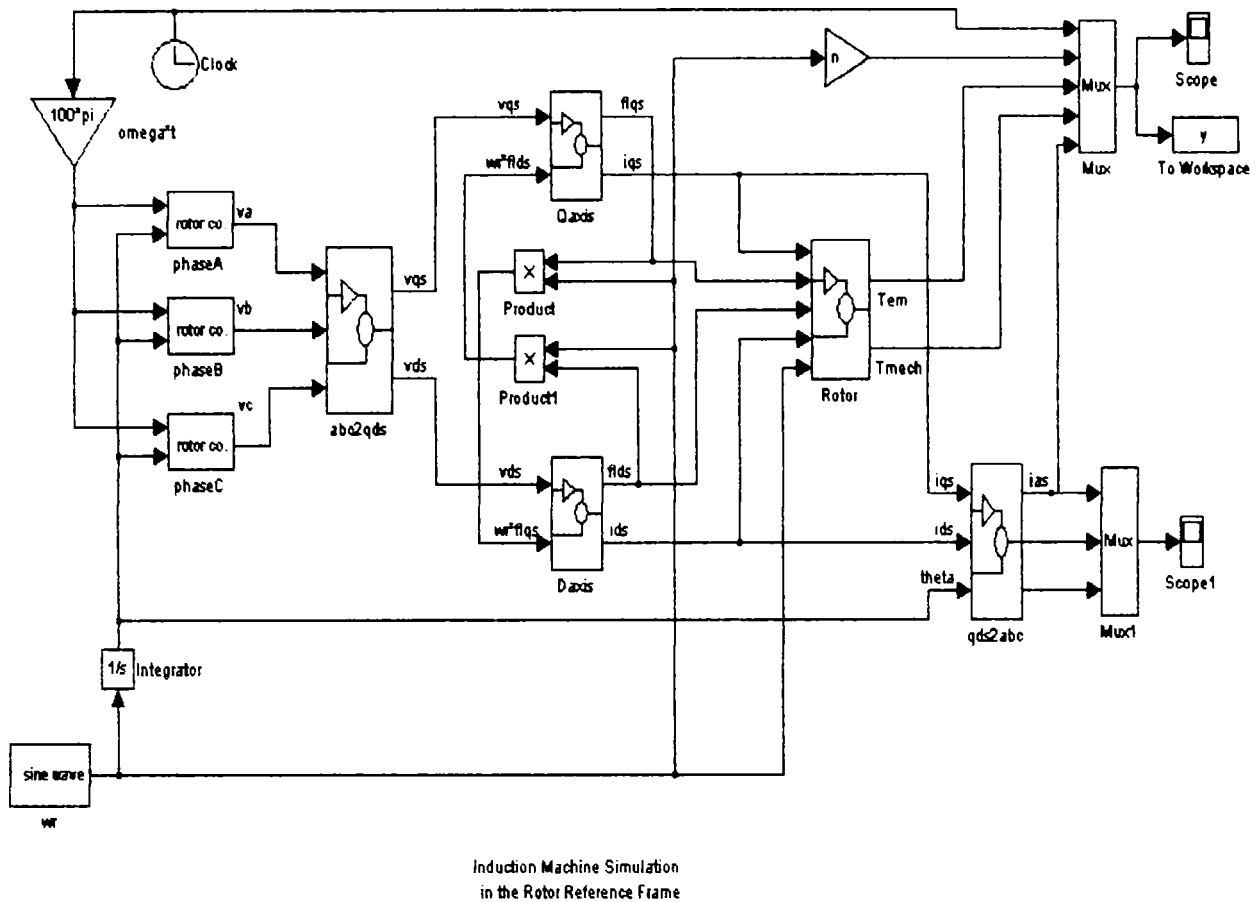 Clock
100*pi
omega*t
n
Mux
Mux
Scope
y
To Workspace
vqs
flqs
wr*flds
iqs
Qaxis
rotor co.
va
phaseA
rotor co.
vb
phaseB
rotor co.
vc
phaseC
vqs
vds
abc2qds
×
Product
×
Product1
Tem
Tmech
Rotor
vds
flds
wr*flqs
ids
Daxis
iqs
ias
ids
theta
qds2abc
Mux
Mux1
Scope1
1/s
Integrator
sine wave
wr
Induction Machine Simulation
in the Rotor Reference Frame